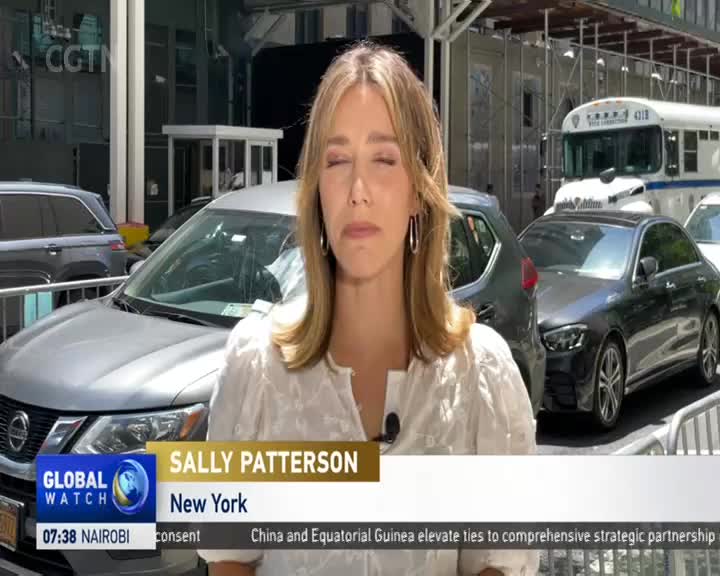 CGTN
431B
SALLY PATTERSON
GLOBAL
WATCH
New York
07:38 NAIROBI
consent
China and Equatorial Guinea elevate ties to comprehensive strategic partnership